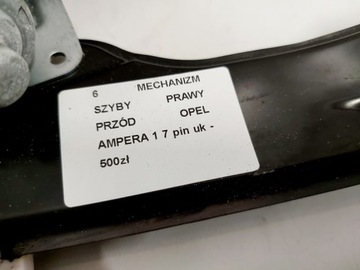 6 MECHANIZM
SZYBY PRAWY
PRZÓD OPEL
AMPERA 1 7 pin uk -
500zł